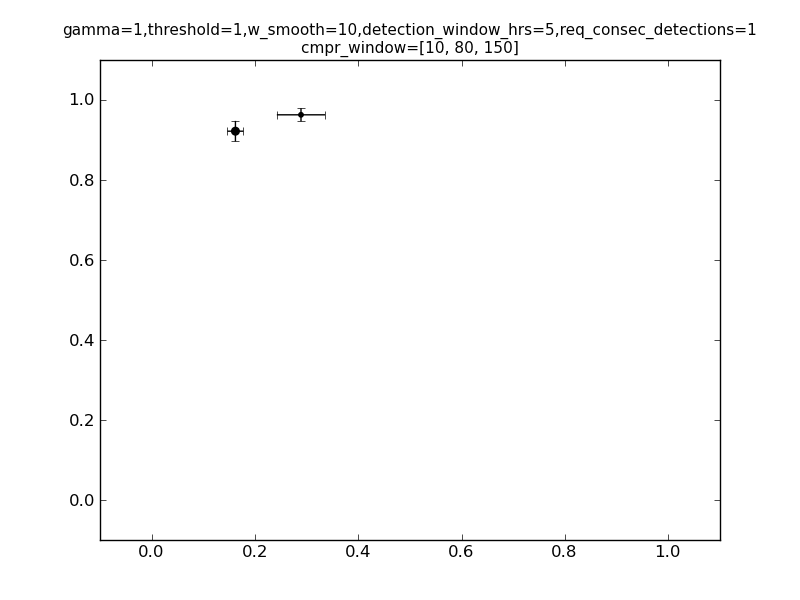 gamma=1,threshold=1,w_smooth=10,detection_window_hrs=5,req_consec_detections=1
cmpr_window=[10, 80, 150]
1.0
0.8
0.6
0.4
0.2
0.0
0.0 0.2 0.4 0.6 0.8 1.0